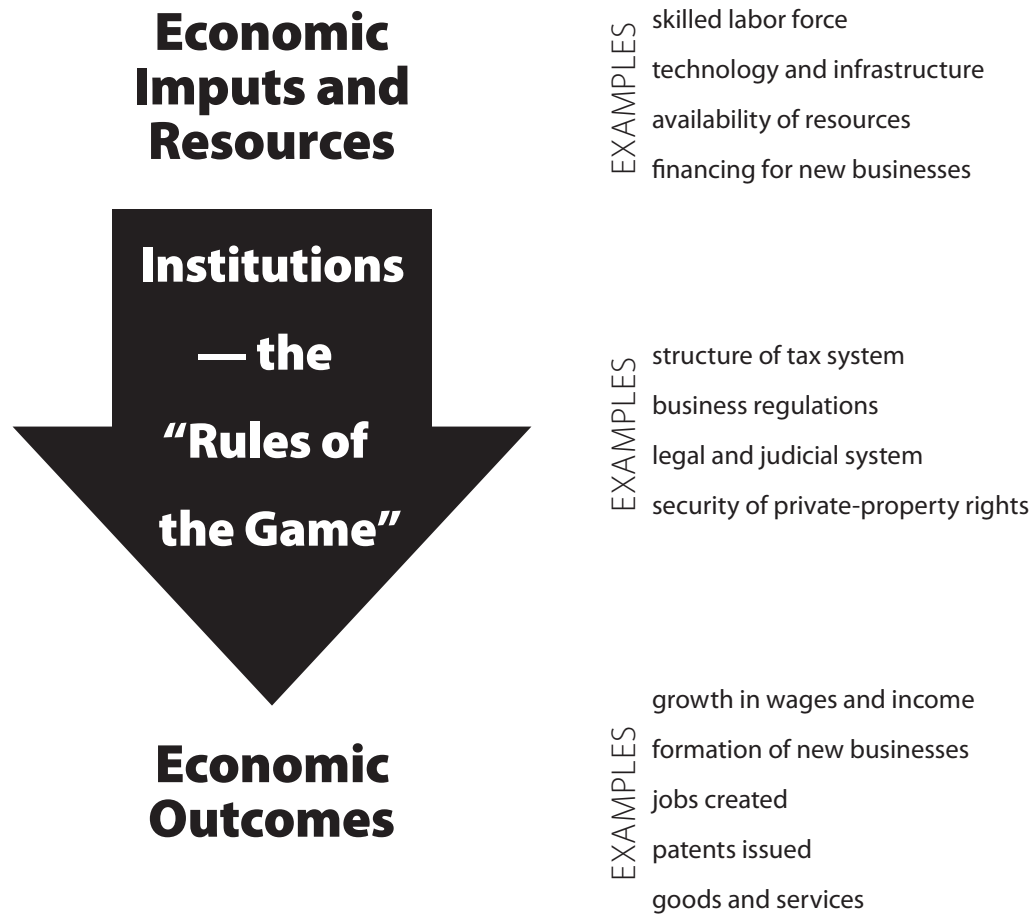 Economic
Imputs and
Resources
EXAMPLES
skilled labor force
technology and infrastructure
availability of resources
financing for new businesses
Institutions
— the
“Rules of
the Game”
EXAMPLES
structure of tax system
business regulations
legal and judicial system
security of private-property rights
Economic
Outcomes
EXAMPLES
growth in wages and income
formation of new businesses
jobs created
patents issued
goods and services